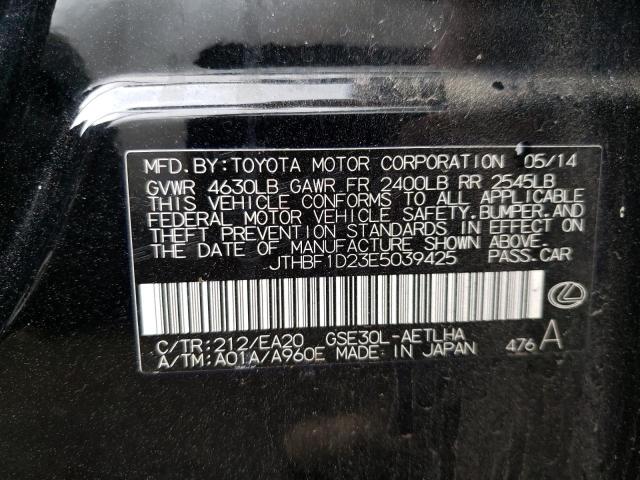 MFD.BY:TOYOTA MOTOR CORPORATION 05/14
GVWR 4630LB GAWR FR 2400LB RR 2545LB
THIS VEHICLE CONFORMS TO ALL APPLICABLE
FEDERAL MOTOR VEHICLE SAFETY,BUMPER,AND
THEFT PREVENTION STANDARDS IN EFFECT ON
THE DATE OF MANUFACTURE SHOWN ABOVE.
JTHBF1D23E5039425 PASS.CAR
C/TR:212/EA20 GSE30L-AETLHA
A/TM:A01A/A960E MADE IN JAPAN 476 A